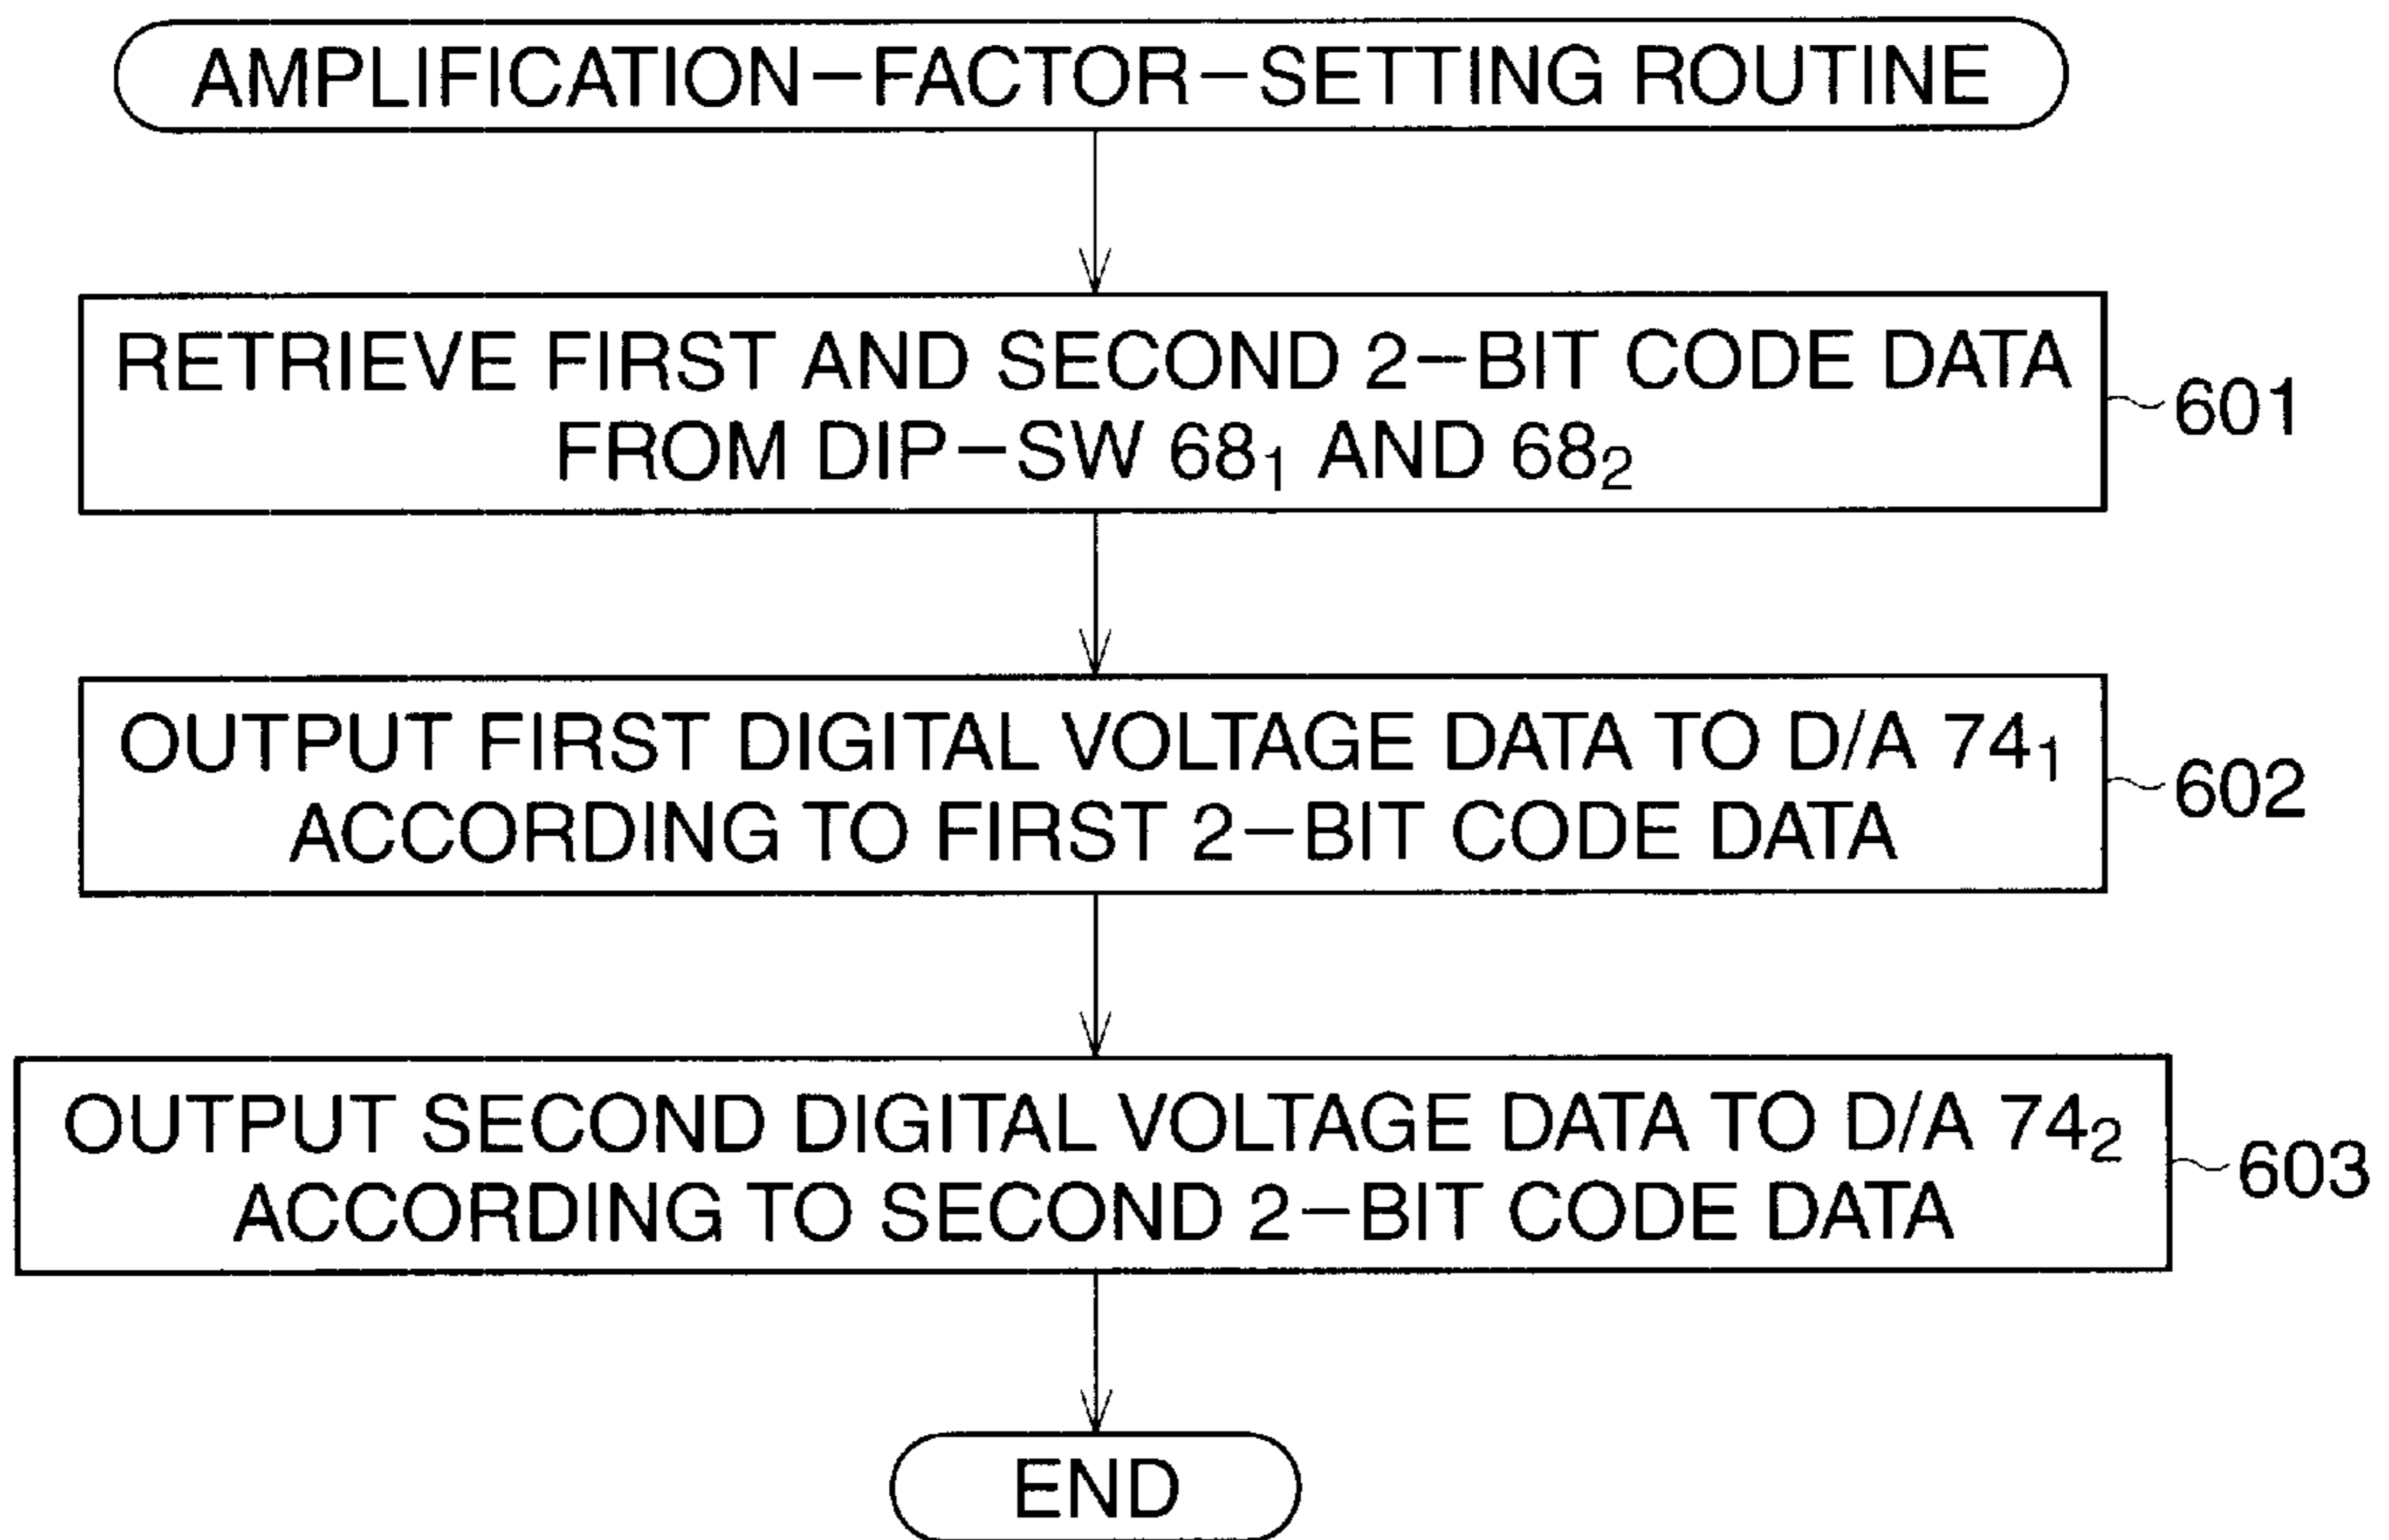 AMPLIFICATION-FACTOR-SETTING ROUTINE
RETRIEVE FIRST AND SECOND 2-BIT CODE DATA
FROM DIP-SW 68₁ AND 68₂
601
OUTPUT FIRST DIGITAL VOLTAGE DATA TO D/A 74₁
ACCORDING TO FIRST 2-BIT CODE DATA
602
OUTPUT SECOND DIGITAL VOLTAGE DATA TO D/A 74₂
ACCORDING TO SECOND 2-BIT CODE DATA
603
END